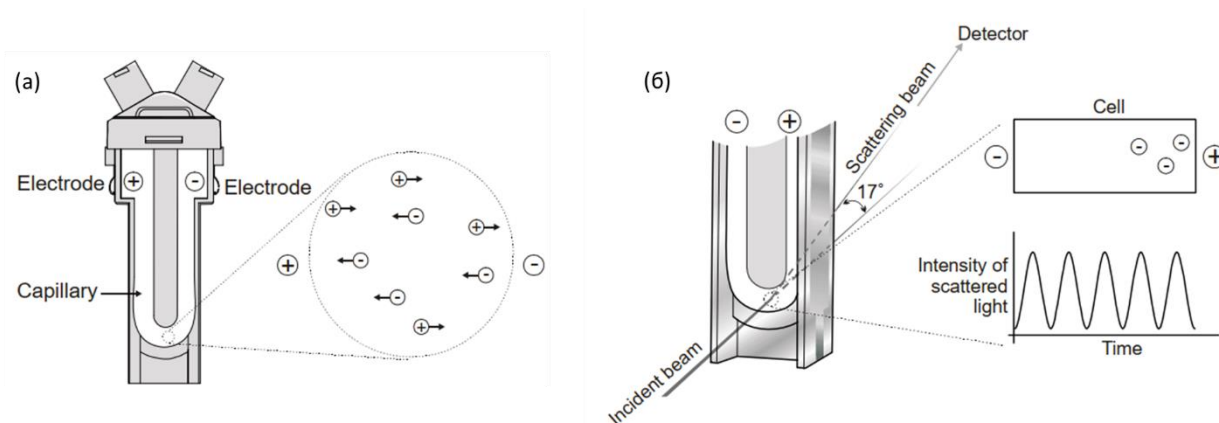 (а)
Electrode
+
-
Electrode
Capillary
+
-
+
+
-
+
-
-
-
+
(б)
Detector
Scattering beam
17°
Incident beam
-
+
Cell
-
-
-
-
+
Intensity of
scattered
light
Time